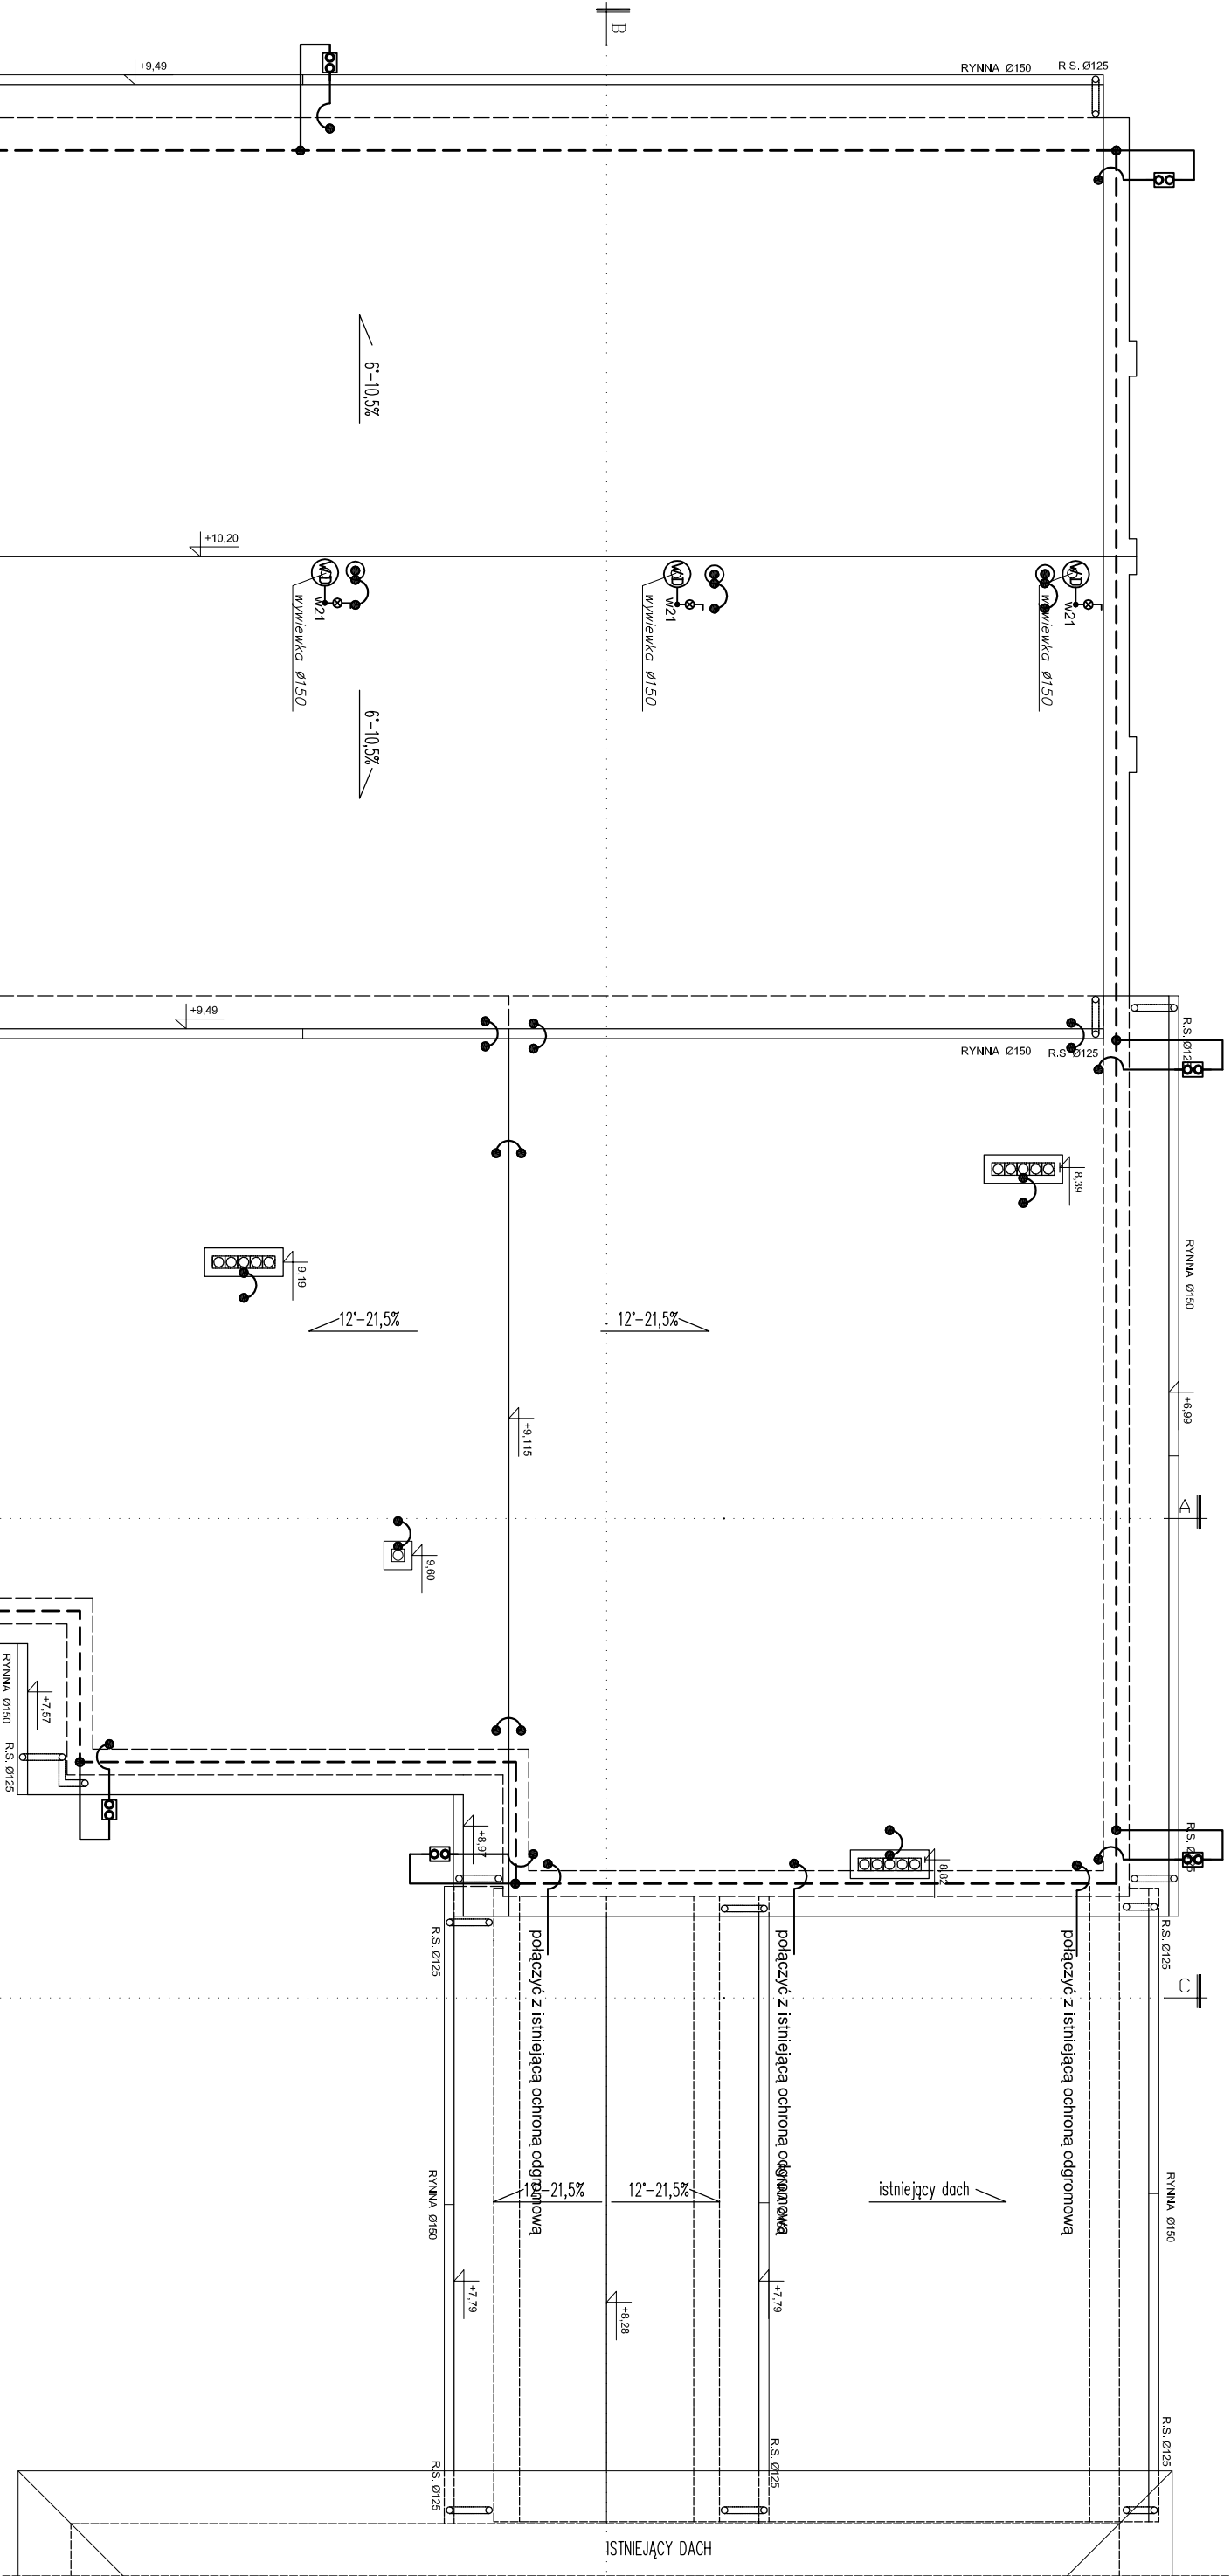 B
+9,49
RYNNA Ø150
R.S. Ø125
6°-10,5%
+10,20
WD
w21
wywiewka Ø150
WD
w21
wywiewka Ø150
w21
wywiewka Ø150
6°-10,5%
+9,49
RYNNA Ø150
R.S. Ø125
R.S. Ø125
8,39
9,19
RYNNA Ø150
12°-21,5%
12°-21,5%
+6,99
+9,115
A
9,60
+7,57
RYNNA Ø150
R.S. Ø125
+8,97
8,82
R.S. Ø125
R.S. Ø125
R.S. Ø125
połączyć z istniejącą ochroną odgromową
połączyć z istniejącą ochroną odgromową
połączyć z istniejącą ochroną odgromową
C
12°-21,5%
12°-21,5%
istniejący dach
RYNNA Ø150
RYNNA Ø150
RYNNA Ø150
+7,79
+8,28
+7,79
R.S. Ø125
R.S. Ø125
R.S. Ø125
ISTNIEJĄCY DACH